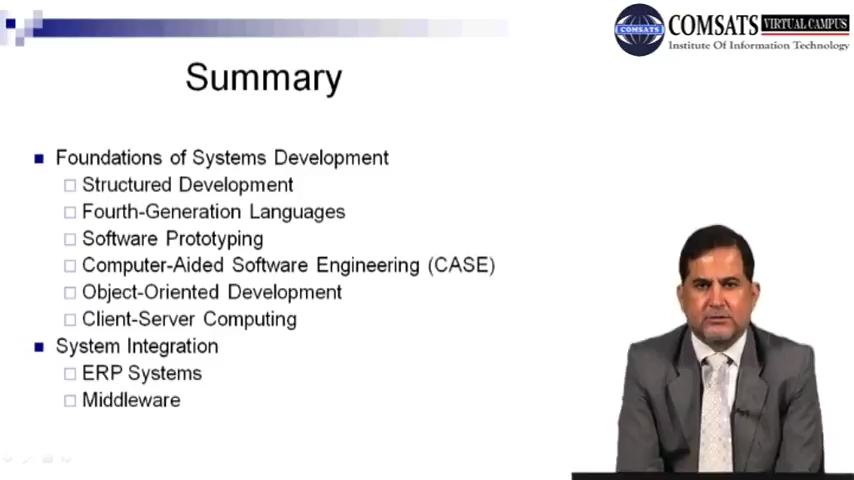 COMSATS VIRTUAL CAMPUS
COMSATS
Institute Of Information Technology
Summary
Foundations of Systems Development
Structured Development
Fourth-Generation Languages
Software Prototyping
Computer-Aided Software Engineering (CASE)
Object-Oriented Development
Client-Server Computing
System Integration
ERP Systems
Middleware